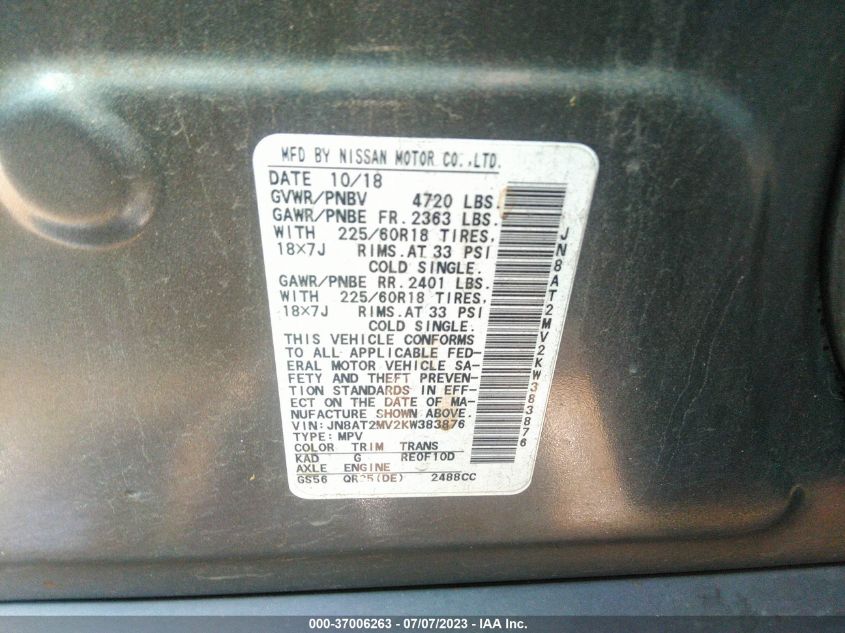 MFD BY NISSAN MOTOR CO.,LTD.
DATE 10/18
GVWR/PNBV 4720 LBS.
GAWR/PNBE FR. 2363 LBS.
WITH 225/60R18 TIRES,
18×7J RIMS.AT 33 PSI
COLD SINGLE.
GAWR/PNBE RR. 2401 LBS.
WITH 225/60R18 TIRES,
18×7J RIMS.AT 33 PSI
COLD SINGLE.
THIS VEHICLE CONFORMS
TO ALL APPLICABLE FED-
ERAL MOTOR VEHICLE SA-
FETY AND THEFT PREVEN-
TION STANDARDS IN EFF-
ECT ON THE DATE OF MA-
NUFACTURE SHOWN ABOVE.
VIN: JN8AT2MV2KW383876
TYPE: MPV
COLOR TRIM TRANS
KAD G RE0F10D
AXLE ENGINE
GS56 QR25(DE) 2488CC
JN8AT2MV2KW383876
000-37006263 - 07/07/2023 - IAA Inc.